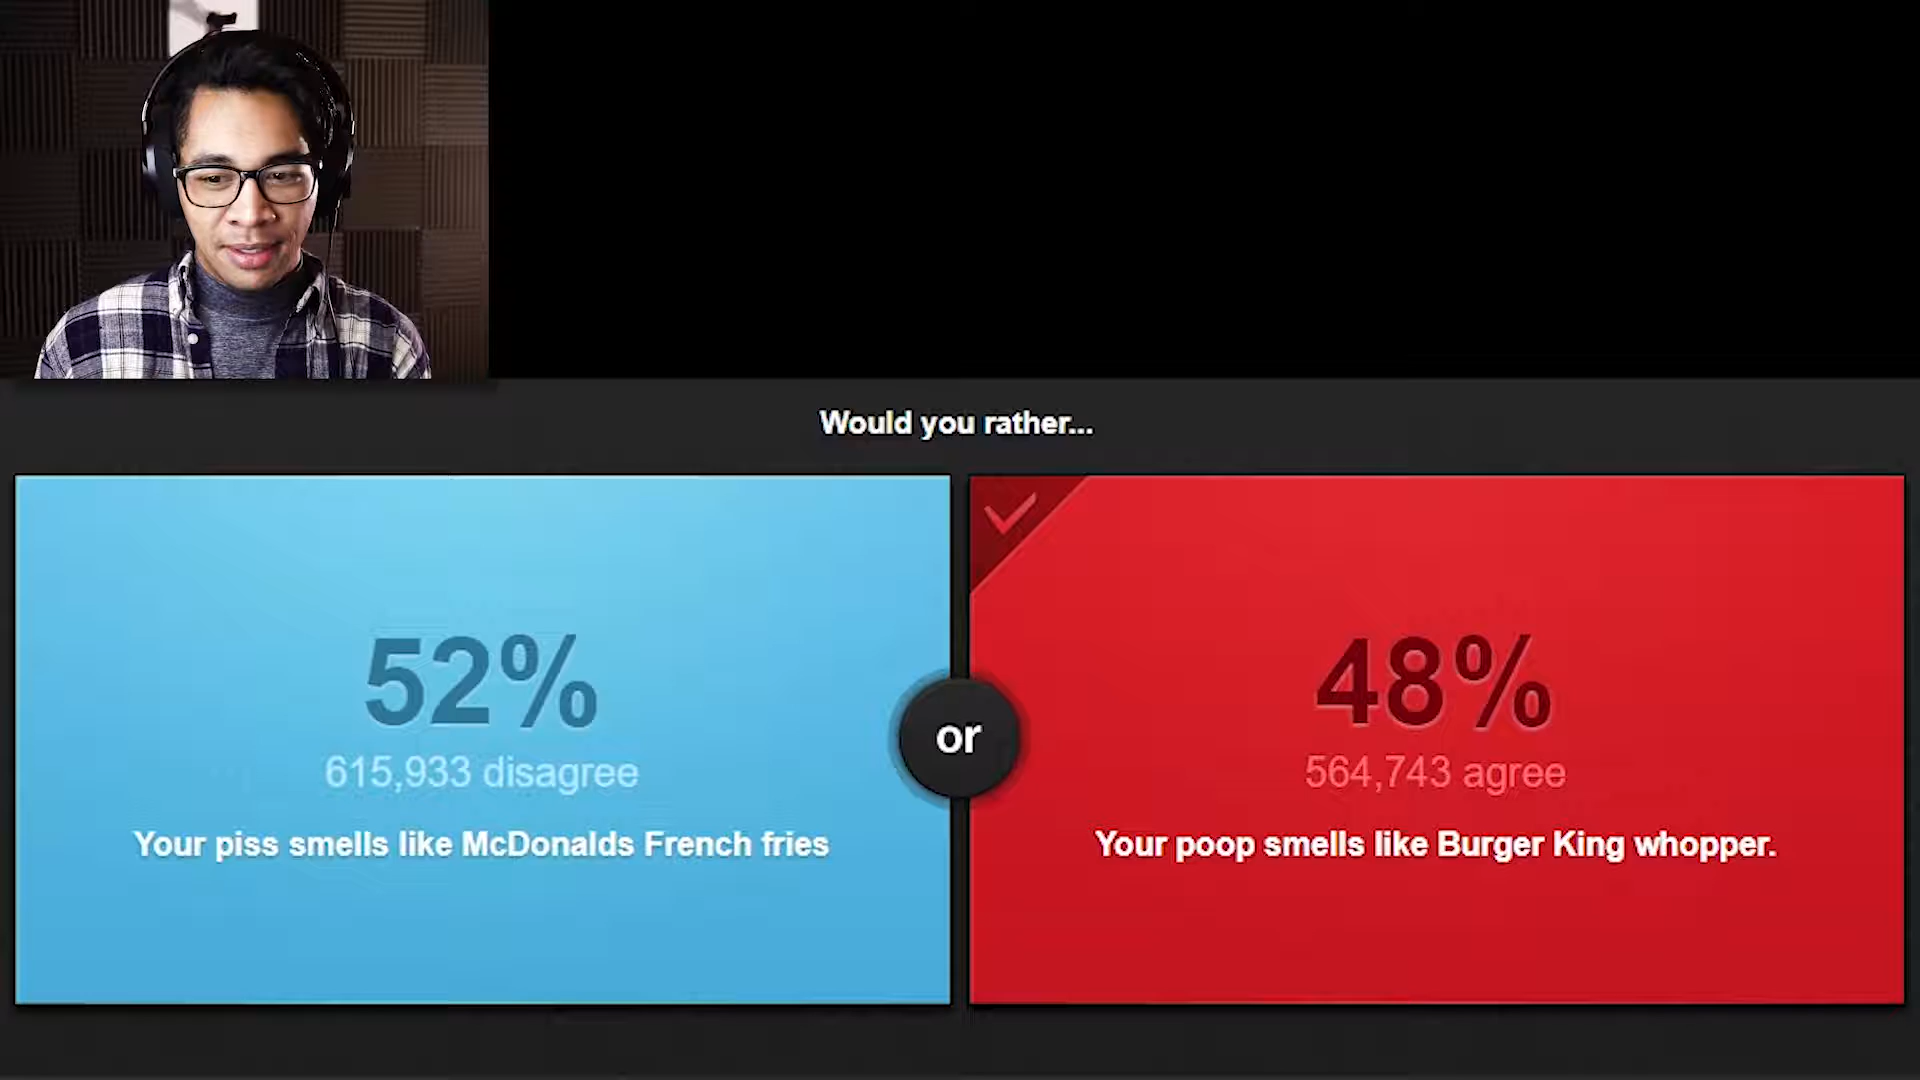 Would you rather...
52%
615,933 disagree
Your piss smells like McDonalds French fries
or
48%
564,743 agree
Your poop smells like Burger King whopper.